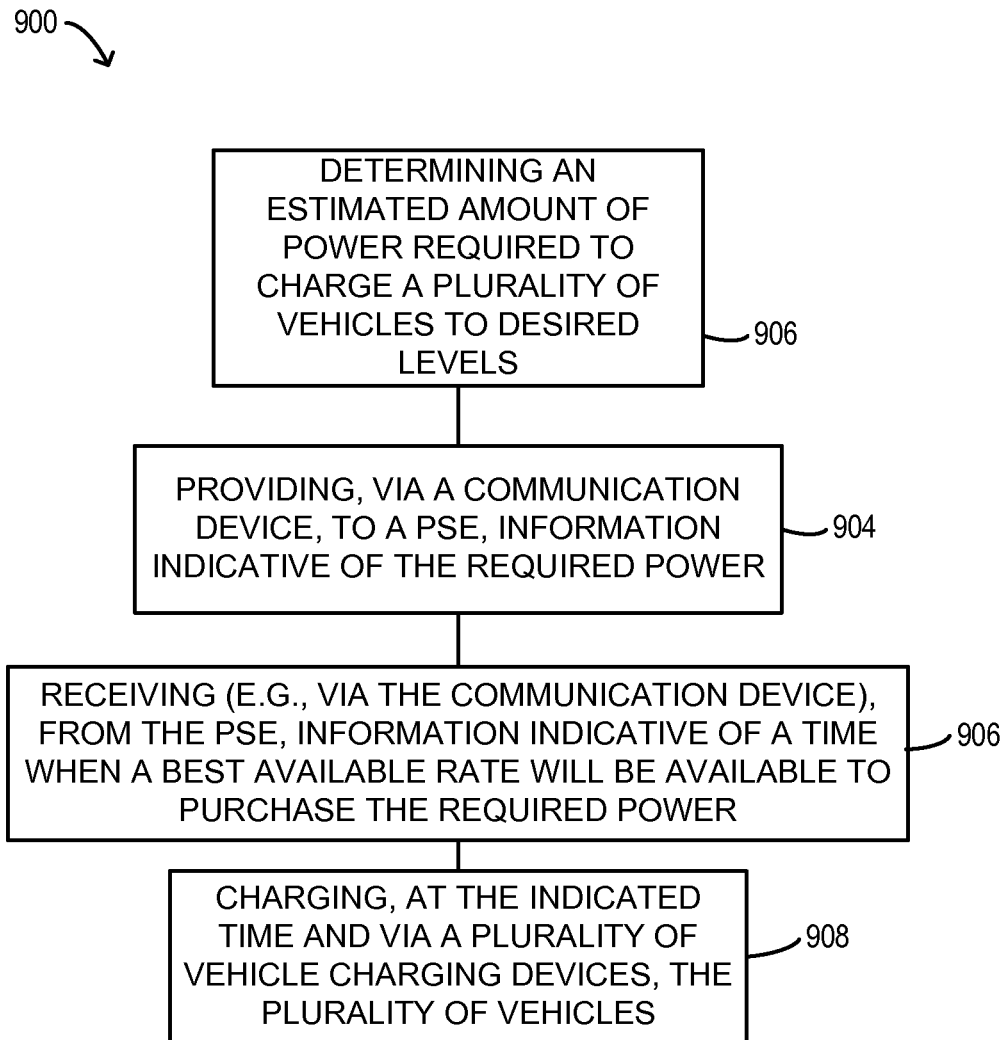 900
DETERMINING AN
ESTIMATED AMOUNT OF
POWER REQUIRED TO
CHARGE A PLURALITY OF
VEHICLES TO DESIRED
LEVELS
906
PROVIDING, VIA A COMMUNICATION
DEVICE, TO A PSE, INFORMATION
INDICATIVE OF THE REQUIRED POWER
904
RECEIVING (E.G., VIA THE COMMUNICATION DEVICE),
FROM THE PSE, INFORMATION INDICATIVE OF A TIME
WHEN A BEST AVAILABLE RATE WILL BE AVAILABLE TO
PURCHASE THE REQUIRED POWER
906
CHARGING, AT THE INDICATED
TIME AND VIA A PLURALITY OF
VEHICLE CHARGING DEVICES, THE
PLURALITY OF VEHICLES
908